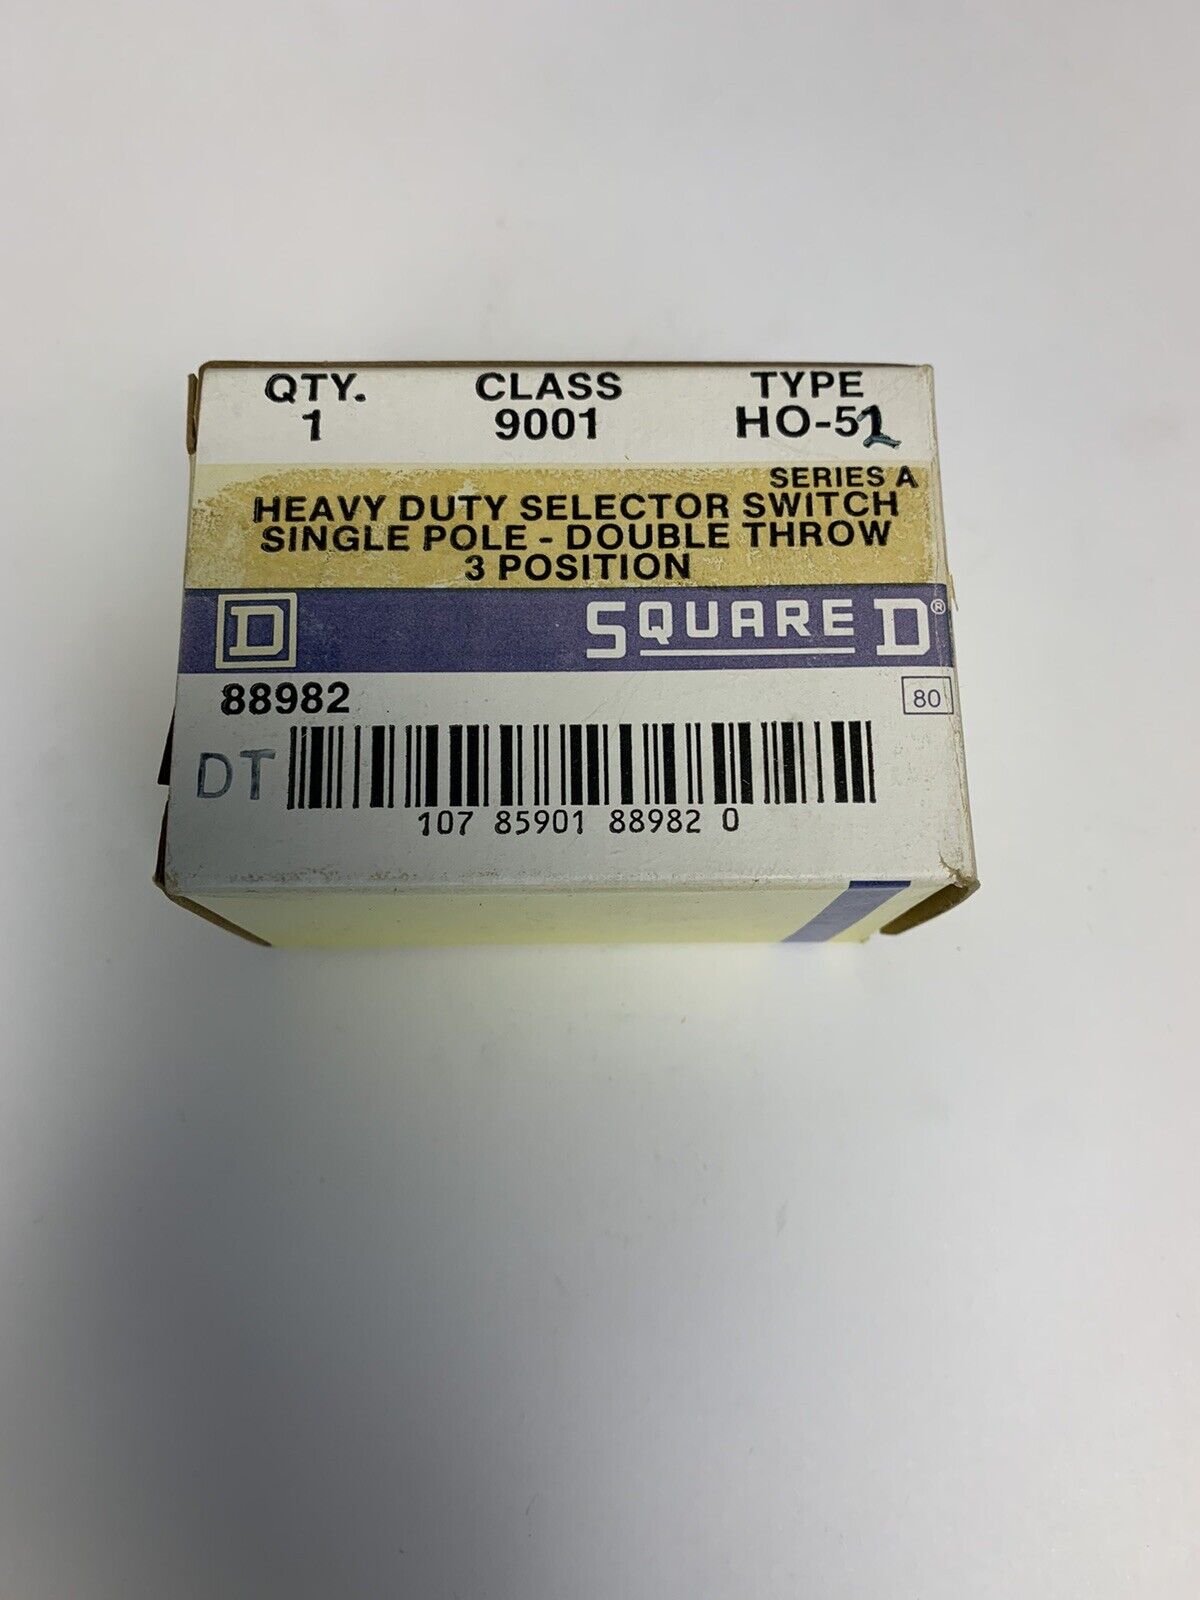 QTY. CLASS TYPE
1 9001 HO-52
SERIES A
HEAVY DUTY SELECTOR SWITCH
SINGLE POLE - DOUBLE THROW
3 POSITION
D SQUARE D®
88982 80
DT
107 85901 88982 0